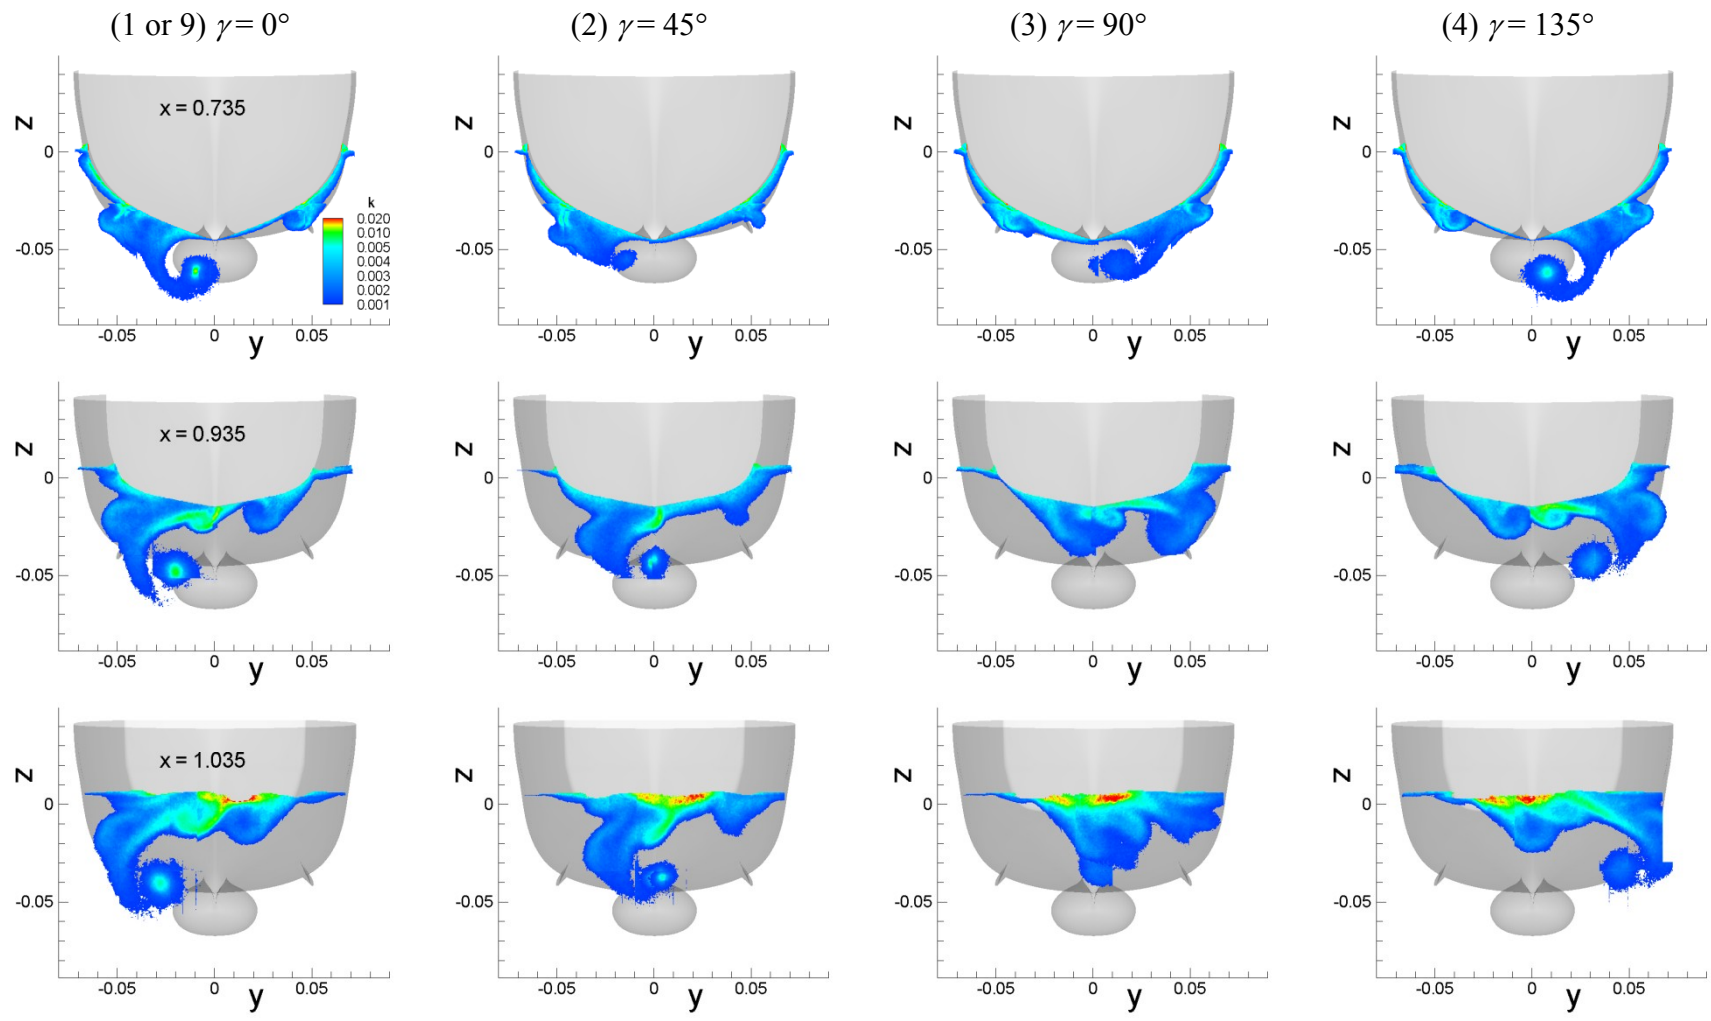 (1 or 9) γ = 0° (2) γ = 45° (3) γ = 90° (4) γ = 135°
x = 0.735
z z z z
0 0 0 0
k
0.020
0.010
0.005
0.004
0.003
0.002
0.001
-0.05 -0.05 -0.05 -0.05
-0.05 0 0.05 -0.05 0 0.05 -0.05 0 0.05 -0.05 0 0.05
y y y y
x = 0.935
z z z z
0 0 0 0
-0.05 -0.05 -0.05 -0.05
-0.05 0 0.05 -0.05 0 0.05 -0.05 0 0.05 -0.05 0 0.05
y y y y
x = 1.035
z z z z
0 0 0 0
-0.05 -0.05 -0.05 -0.05
-0.05 0 0.05 -0.05 0 0.05 -0.05 0 0.05 -0.05 0 0.05
y y y y